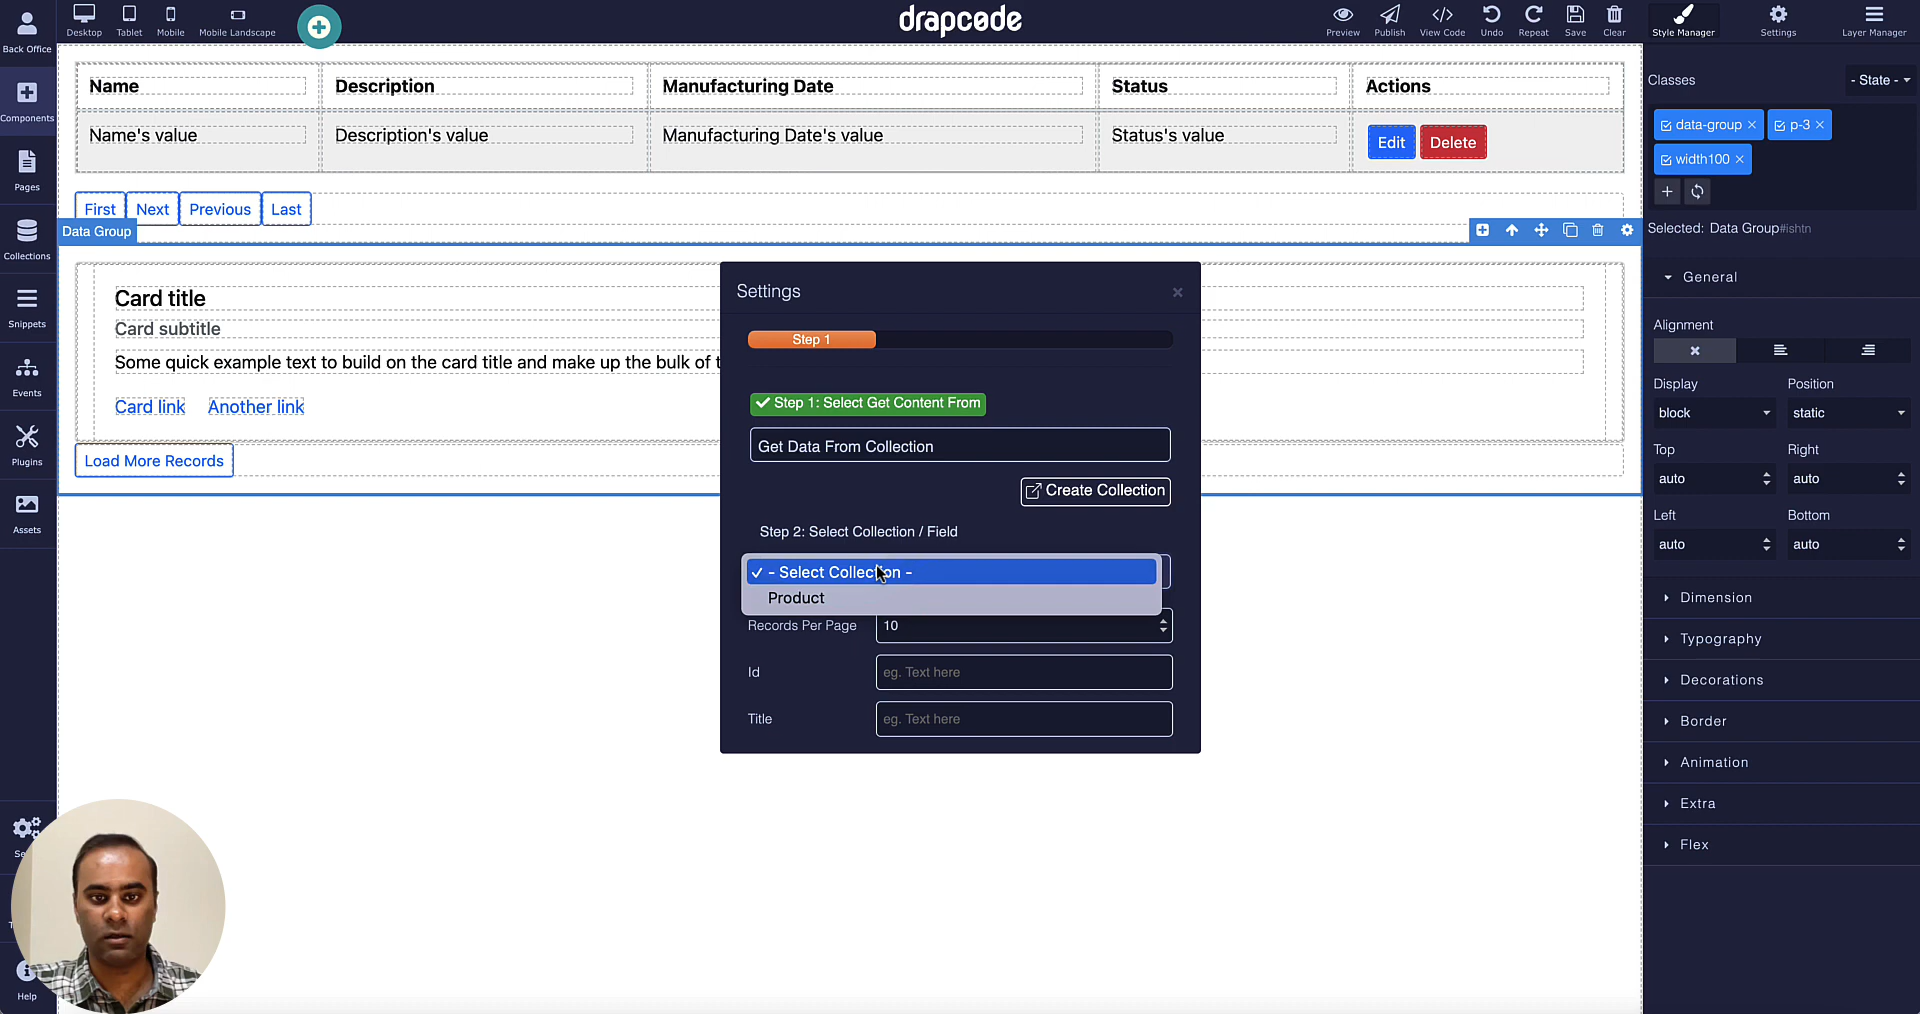 Back Office
Desktop
Tablet
Mobile
Mobile Landscape
drapcode
Preview
Publish
View Code
Undo
Repeat
Save
Clear
Style Manager
Settings
Layer Manager
Components
Pages
Collections
Snippets
Events
Plugins
Assets
Help
Name
Description
Manufacturing Date
Status
Actions
Name's value
Description's value
Manufacturing Date's value
Status's value
Edit
Delete
First
Next
Previous
Last
Data Group
Card title
Card subtitle
Some quick example text to build on the card title and make up the bulk of
Card link
Another link
Load More Records
Settings
Step 1
Step 1: Select Get Content From
Get Data From Collection
Create Collection
Step 2: Select Collection / Field
- Select Collection -
Product
Records Per Page
10
Id
eg. Text here
Title
eg. Text here
Classes
- State -
data-group
p-3
width100
Selected: Data Group#ishtn
General
Alignment
Display
Position
block
static
Top
Right
auto
auto
Left
Bottom
auto
auto
Dimension
Typography
Decorations
Border
Animation
Extra
Flex